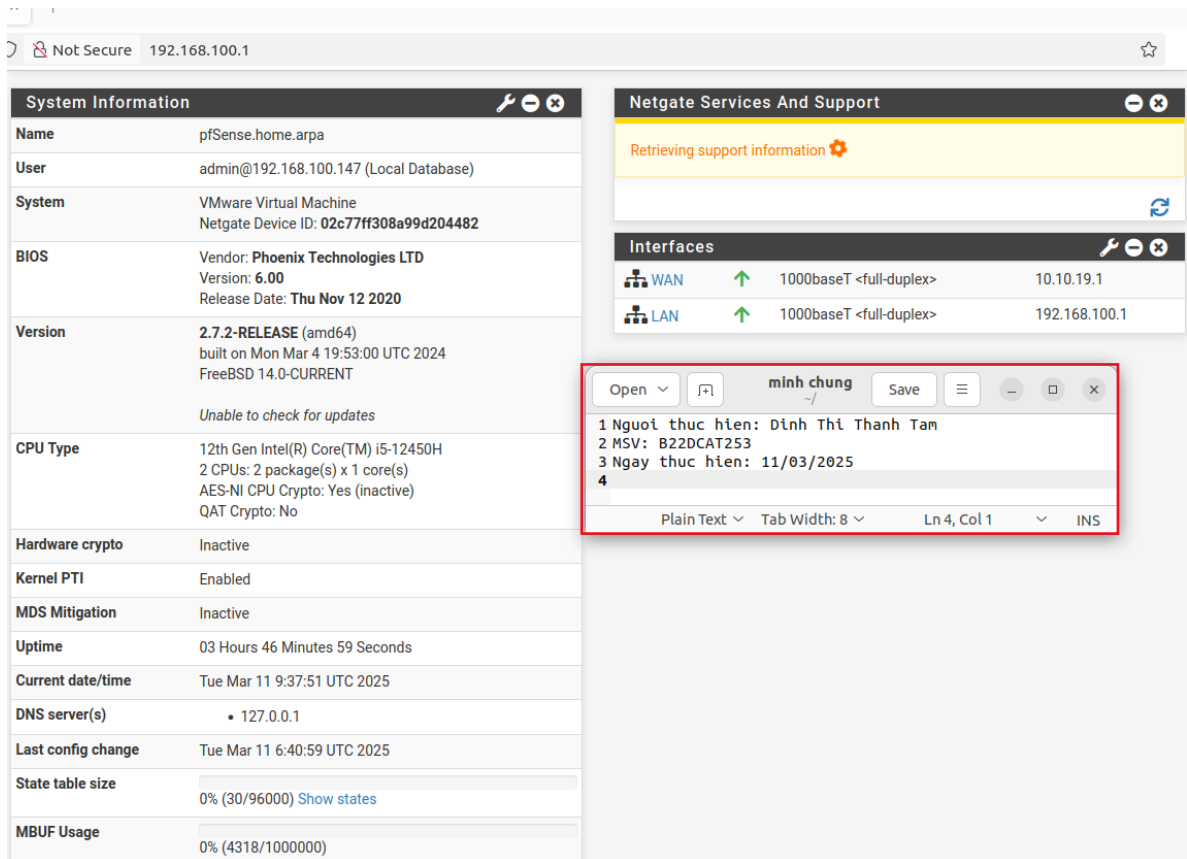 Not Secure 192.168.100.1
System Information
Name pfSense.home.arpa
User admin@192.168.100.147 (Local Database)
System VMware Virtual Machine
Netgate Device ID: 02c77ff308a99d204482
BIOS Vendor: Phoenix Technologies LTD
Version: 6.00
Release Date: Thu Nov 12 2020
Version 2.7.2-RELEASE (amd64)
built on Mon Mar 4 19:53:00 UTC 2024
FreeBSD 14.0-CURRENT
Unable to check for updates
CPU Type 12th Gen Intel(R) Core(TM) i5-12450H
2 CPUs: 2 package(s) x 1 core(s)
AES-NI CPU Crypto: Yes (inactive)
QAT Crypto: No
Hardware crypto Inactive
Kernel PTI Enabled
MDS Mitigation Inactive
Uptime 03 Hours 46 Minutes 59 Seconds
Current date/time Tue Mar 11 9:37:51 UTC 2025
DNS server(s) • 127.0.0.1
Last config change Tue Mar 11 6:40:59 UTC 2025
State table size
0% (30/96000) Show states
MBUF Usage
0% (4318/1000000)
Netgate Services And Support
Retrieving support information
Interfaces
WAN 1000baseT <full-duplex> 10.10.19.1
LAN 1000baseT <full-duplex> 192.168.100.1
Open minh chung Save
~/
1 Nguoi thuc hien: Dinh Thi Thanh Tam
2 MSV: B22DCAT253
3 Ngay thuc hien: 11/03/2025
4
Plain Text Tab Width: 8 Ln 4, Col 1 INS